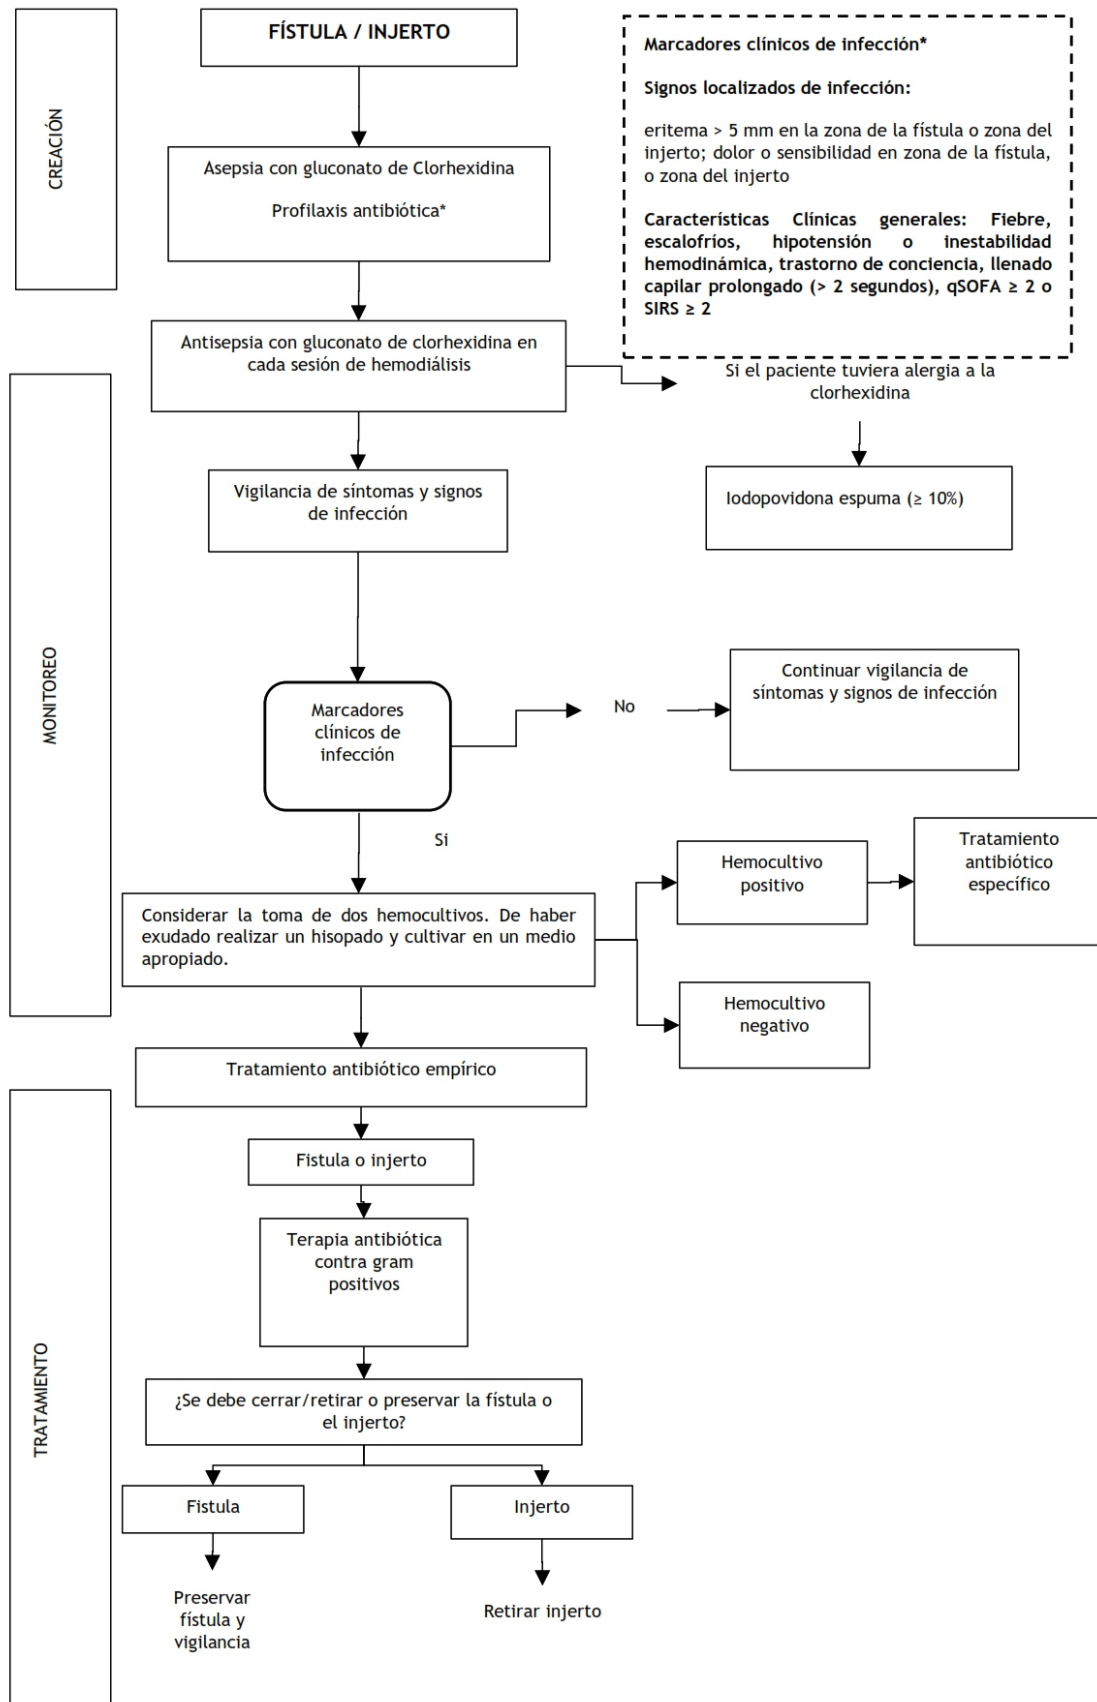 FÍSTULA / INJERTO
Marcadores clínicos de infección*
Signos localizados de infección:
eritema > 5 mm en la zona de la fístula o zona del
injerto; dolor o sensibilidad en zona de la fístula,
o zona del injerto
Características Clínicas generales: Fiebre,
escalofríos, hipotensión o inestabilidad
hemodinámica, trastorno de conciencia, llenado
capilar prolongado (> 2 segundos), qSOFA ≥ 2 o
SIRS ≥ 2
CREACIÓN
Asepsia con gluconato de Clorhexidina
Profilaxis antibiótica*
Antisepsia con gluconato de clorhexidina en
cada sesión de hemodiálisis
Si el paciente tuviera alergia a la
clorhexidina
Iodopovidona espuma (≥ 10%)
MONITOREO
Vigilancia de síntomas y signos
de infección
Marcadores
clínicos de
infección
No
Continuar vigilancia de
síntomas y signos de infección
Si
Considerar la toma de dos hemocultivos. De haber
exudado realizar un hisopado y cultivar en un medio
apropiado.
Hemocultivo
positivo
Tratamiento
antibiótico
específico
Hemocultivo
negativo
TRATAMIENTO
Tratamiento antibiótico empírico
Fistula o injerto
Terapia antibiótica
contra gram
positivos
¿Se debe cerrar/retirar o preservar la fístula o
el injerto?
Fistula
Injerto
Preservar
fístula y
vigilancia
Retirar injerto